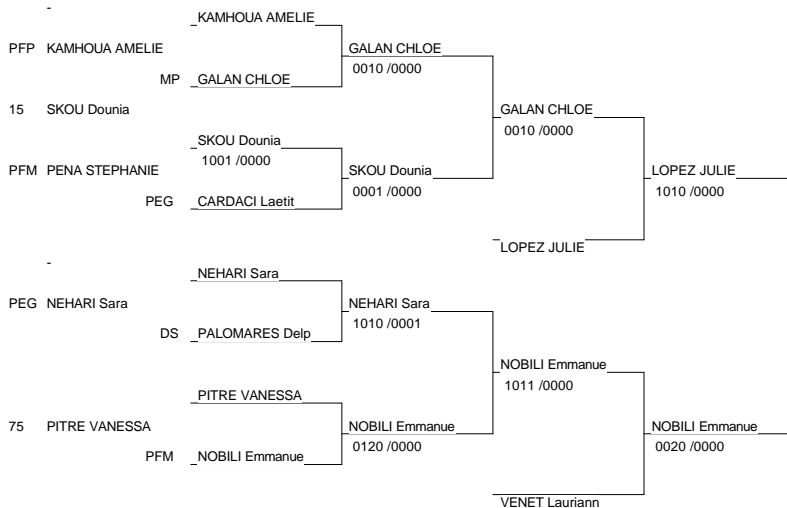 -
KAMHOUA AMELIE
PFP KAMHOUA AMELIE
GALAN CHLOE
0010 /0000
MP GALAN CHLOE
15 SKOU Dounia
GALAN CHLOE
0010 /0000
SKOU Dounia
1001 /0000
PFM PENA STEPHANIE
SKOU Dounia
0001 /0000
LOPEZ JULIE
1010 /0000
PEG CARDACI Laetit
LOPEZ JULIE
-
NEHARI Sara
PEG NEHARI Sara
NEHARI Sara
1010 /0001
DS PALOMARES Delp
NOBILI Emmanue
1011 /0000
PITRE VANESSA
75 PITRE VANESSA
NOBILI Emmanue
0120 /0000
NOBILI Emmanue
0020 /0000
PFM NOBILI Emmanue
VENET Lauriann